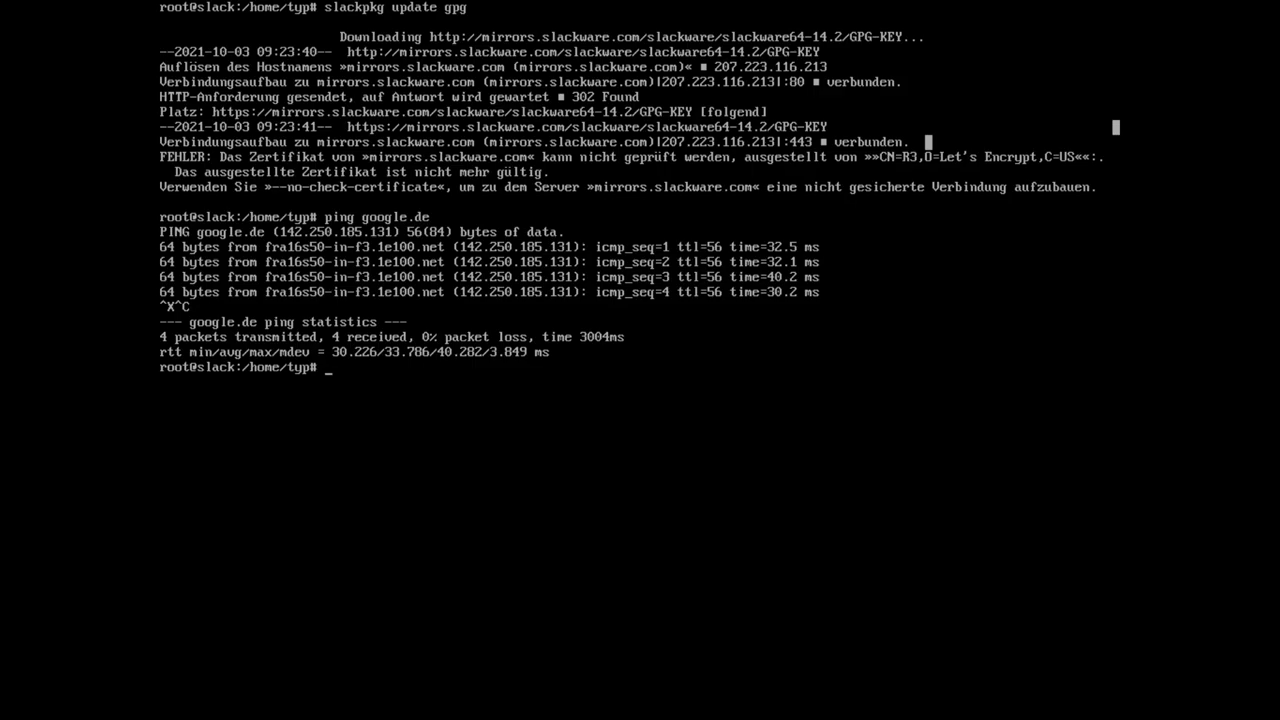 root@slack:/home/typ# slackpkg update gpg
Downloading http://mirrors.slackware.com/slackware/slackware64-14.2/GPG-KEY...
--2021-10-03 09:23:40--  http://mirrors.slackware.com/slackware/slackware64-14.2/GPG-KEY
Auflösen des Hostnamens »mirrors.slackware.com (mirrors.slackware.com)« ■ 207.223.116.213
Verbindungsaufbau zu mirrors.slackware.com (mirrors.slackware.com)|207.223.116.213|:80 ■ verbunden.
HTTP-Anforderung gesendet, auf Antwort wird gewartet ■ 302 Found
Platz: https://mirrors.slackware.com/slackware/slackware64-14.2/GPG-KEY [folgend]
--2021-10-03 09:23:41--  https://mirrors.slackware.com/slackware/slackware64-14.2/GPG-KEY
Verbindungsaufbau zu mirrors.slackware.com (mirrors.slackware.com)|207.223.116.213|:443 ■ verbunden.
FEHLER: Das Zertifikat von »mirrors.slackware.com« kann nicht geprüft werden, ausgestellt von »»CN=R3,O=Let's Encrypt,C=US««:.
Das ausgestellte Zertifikat ist nicht mehr gültig.
Verwenden Sie »--no-check-certificate«, um zu dem Server »mirrors.slackware.com« eine nicht gesicherte Verbindung aufzubauen.
root@slack:/home/typ# ping google.de
PING google.de (142.250.185.131) 56(84) bytes of data.
64 bytes from fra16s50-in-f3.1e100.net (142.250.185.131): icmp_seq=1 ttl=56 time=32.5 ms
64 bytes from fra16s50-in-f3.1e100.net (142.250.185.131): icmp_seq=2 ttl=56 time=32.1 ms
64 bytes from fra16s50-in-f3.1e100.net (142.250.185.131): icmp_seq=3 ttl=56 time=40.2 ms
64 bytes from fra16s50-in-f3.1e100.net (142.250.185.131): icmp_seq=4 ttl=56 time=30.2 ms
^X^C
--- google.de ping statistics ---
4 packets transmitted, 4 received, 0% packet loss, time 3004ms
rtt min/avg/max/mdev = 30.226/33.786/40.282/3.849 ms
root@slack:/home/typ# _